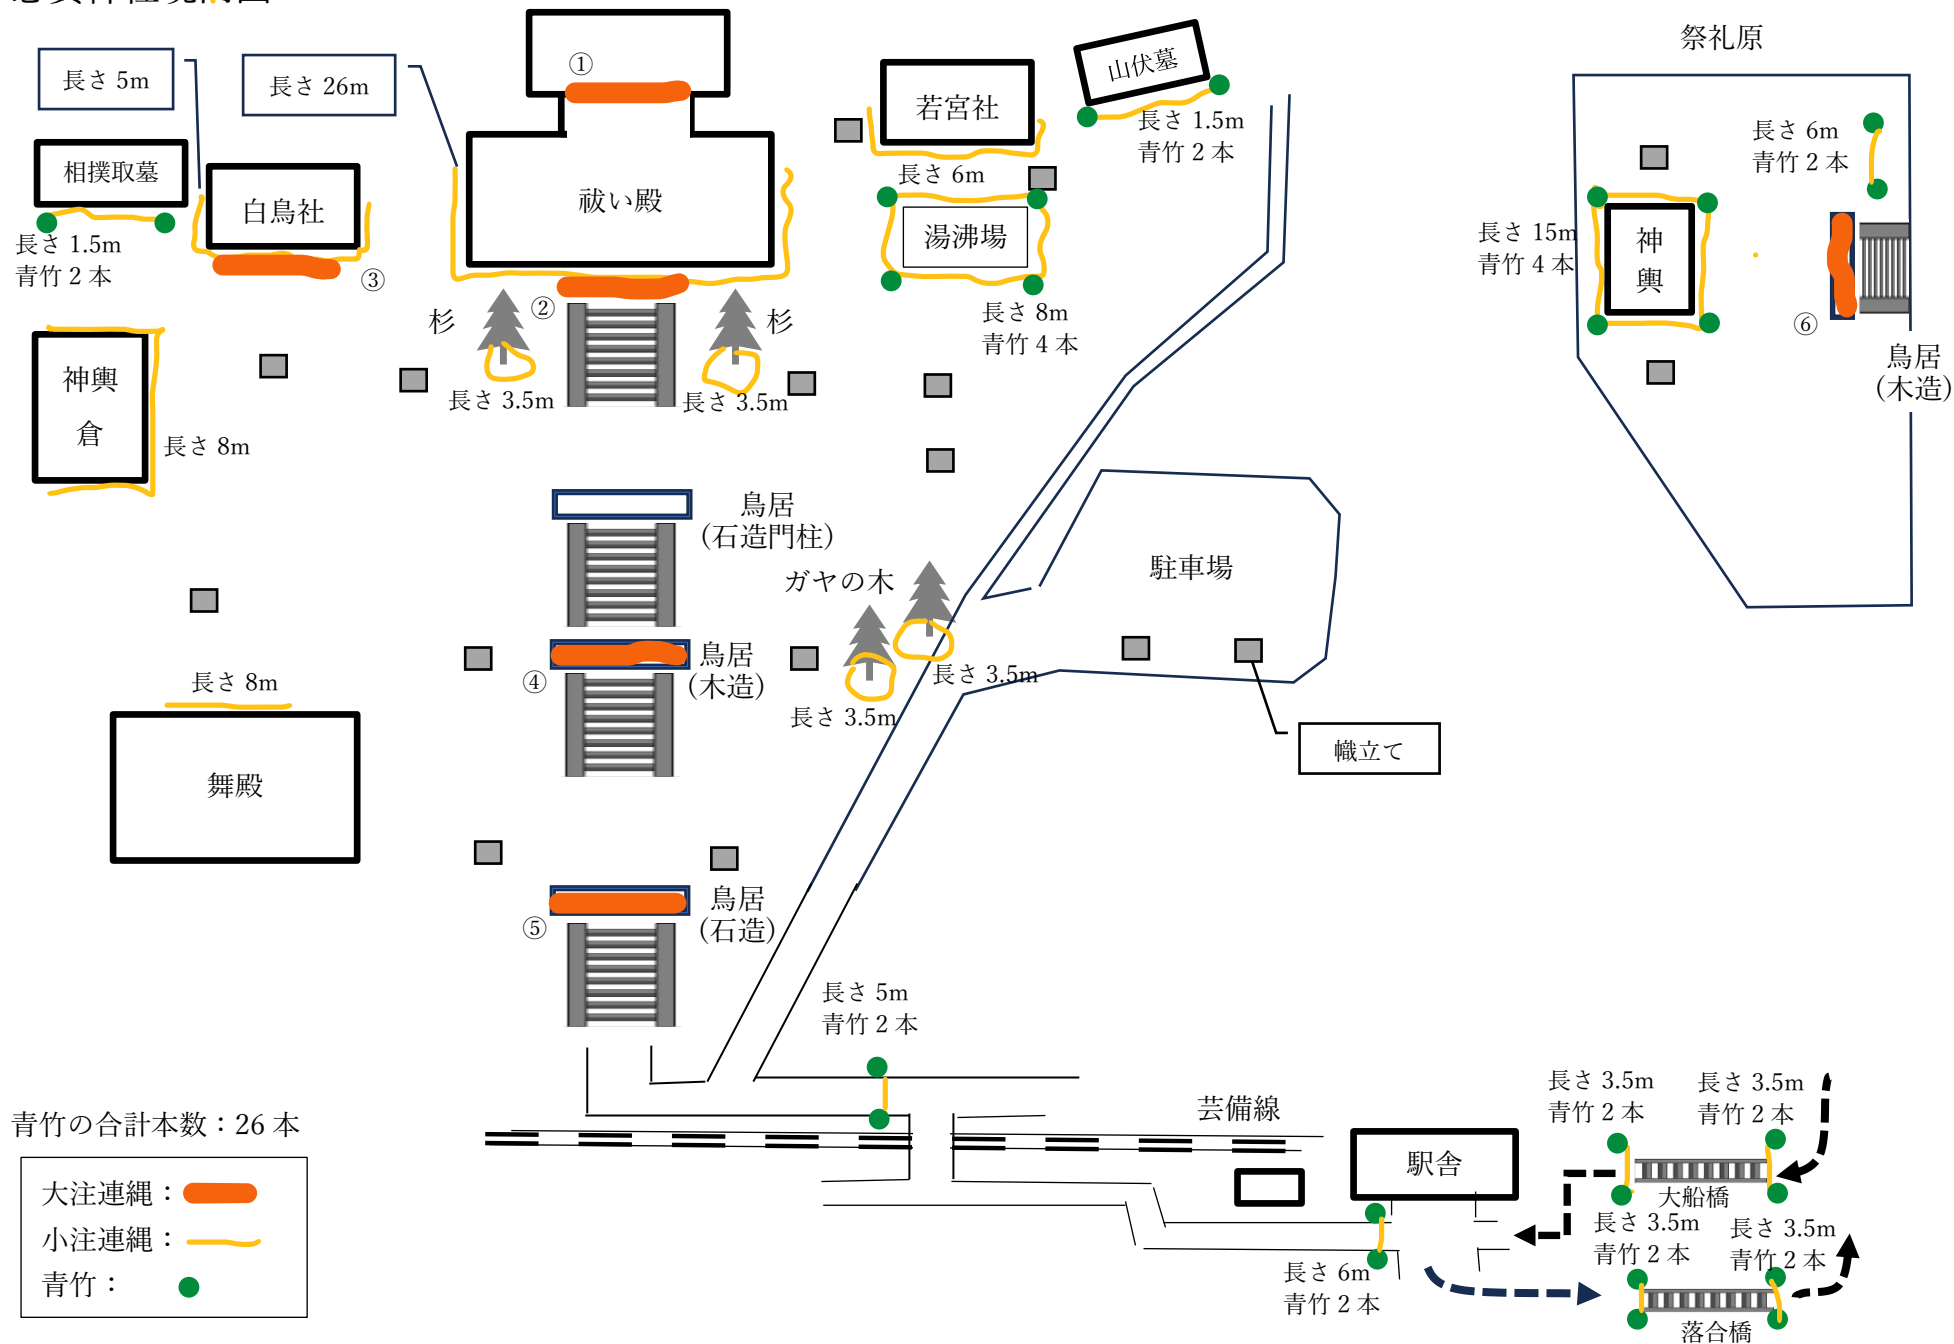 祭礼原
長さ 5m
長さ 26m
①
若宮社
山伏墓
長さ 1.5m
青竹 2 本
長さ 6m
青竹 2 本
相撲取墓
白鳥社
祓い殿
長さ 6m
湯沸場
長さ 1.5m
青竹 2 本
③
②
長さ 8m
青竹 4 本
長さ 15m
青竹 4 本
神
輿
⑥
鳥居
(木造)
杉
杉
長さ 3.5m
長さ 3.5m
神輿
倉
長さ 8m
鳥居
(石造門柱)
ガヤの木
駐車場
鳥居
(木造)
④
長さ 3.5m
長さ 3.5m
長さ 8m
舞殿
幟立て
鳥居
(石造)
⑤
長さ 5m
青竹 2 本
芸備線
駅舎
長さ 3.5m
青竹 2 本
長さ 3.5m
青竹 2 本
大船橋
長さ 3.5m
青竹 2 本
長さ 3.5m
青竹 2 本
落合橋
長さ 6m
青竹 2 本
青竹の合計本数：26 本
大注連縄：
小注連縄：
青竹：